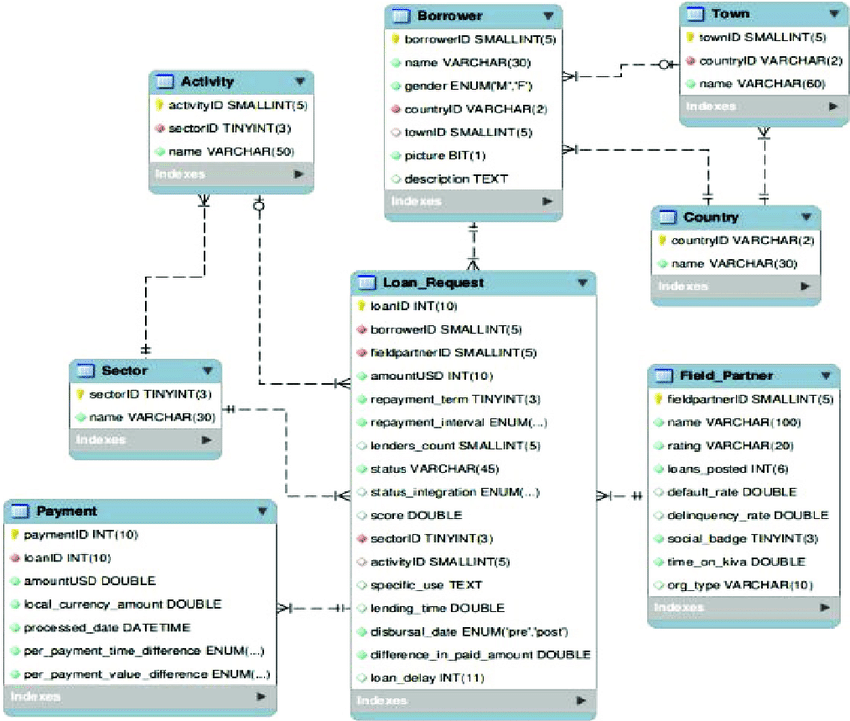 Borrower
borrowerID SMALLINT(5)
name VARCHAR(30)
gender ENUM("M","F")
countryID VARCHAR(2)
townID SMALLINT(5)
picture BIT(1)
description TEXT
Indexes
Town
townID SMALLINT(5)
countryID VARCHAR(2)
name VARCHAR(60)
Indexes
Activity
activityID SMALLINT(5)
sectorID TINYINT(3)
name VARCHAR(50)
Indexes
Country
countryID VARCHAR(2)
name VARCHAR(30)
Indexes
Loan_Request
loanID INT(10)
borrowerID SMALLINT(5)
fieldpartnerID SMALLINT(5)
amountUSD INT(10)
repayment_term TINYINT(3)
repayment_interval ENUM(...)
lenders_count SMALLINT(5)
status VARCHAR(45)
status_integration ENUM(...)
score DOUBLE
sectorID TINYINT(3)
activityID SMALLINT(5)
specific_use TEXT
lending_time DOUBLE
disbursal_date ENUM("pre","post")
difference_in_paid_amount DOUBLE
loan_delay INT(11)
Indexes
Sector
sectorID TINYINT(3)
name VARCHAR(30)
Indexes
Field_Partner
fieldpartnerID SMALLINT(5)
name VARCHAR(100)
rating VARCHAR(20)
loans_posted INT(6)
default_rate DOUBLE
delinquency_rate DOUBLE
social_badge TINYINT(3)
time_on_kiva DOUBLE
org_type VARCHAR(10)
Indexes
Payment
paymentID INT(10)
loanID INT(10)
amountUSD DOUBLE
local_currency_amount DOUBLE
processed_date DATETIME
per_payment_time_difference ENUM(...)
per_payment_value_difference ENUM(...)
Indexes